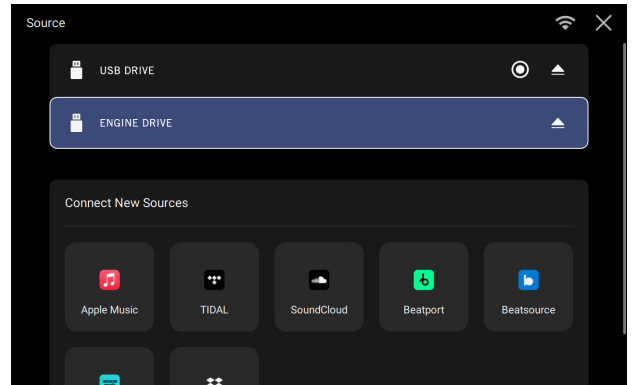 Source
USB DRIVE
ENGINE DRIVE
Connect New Sources
Apple Music
TIDAL
SoundCloud
Beatport
Beatsource